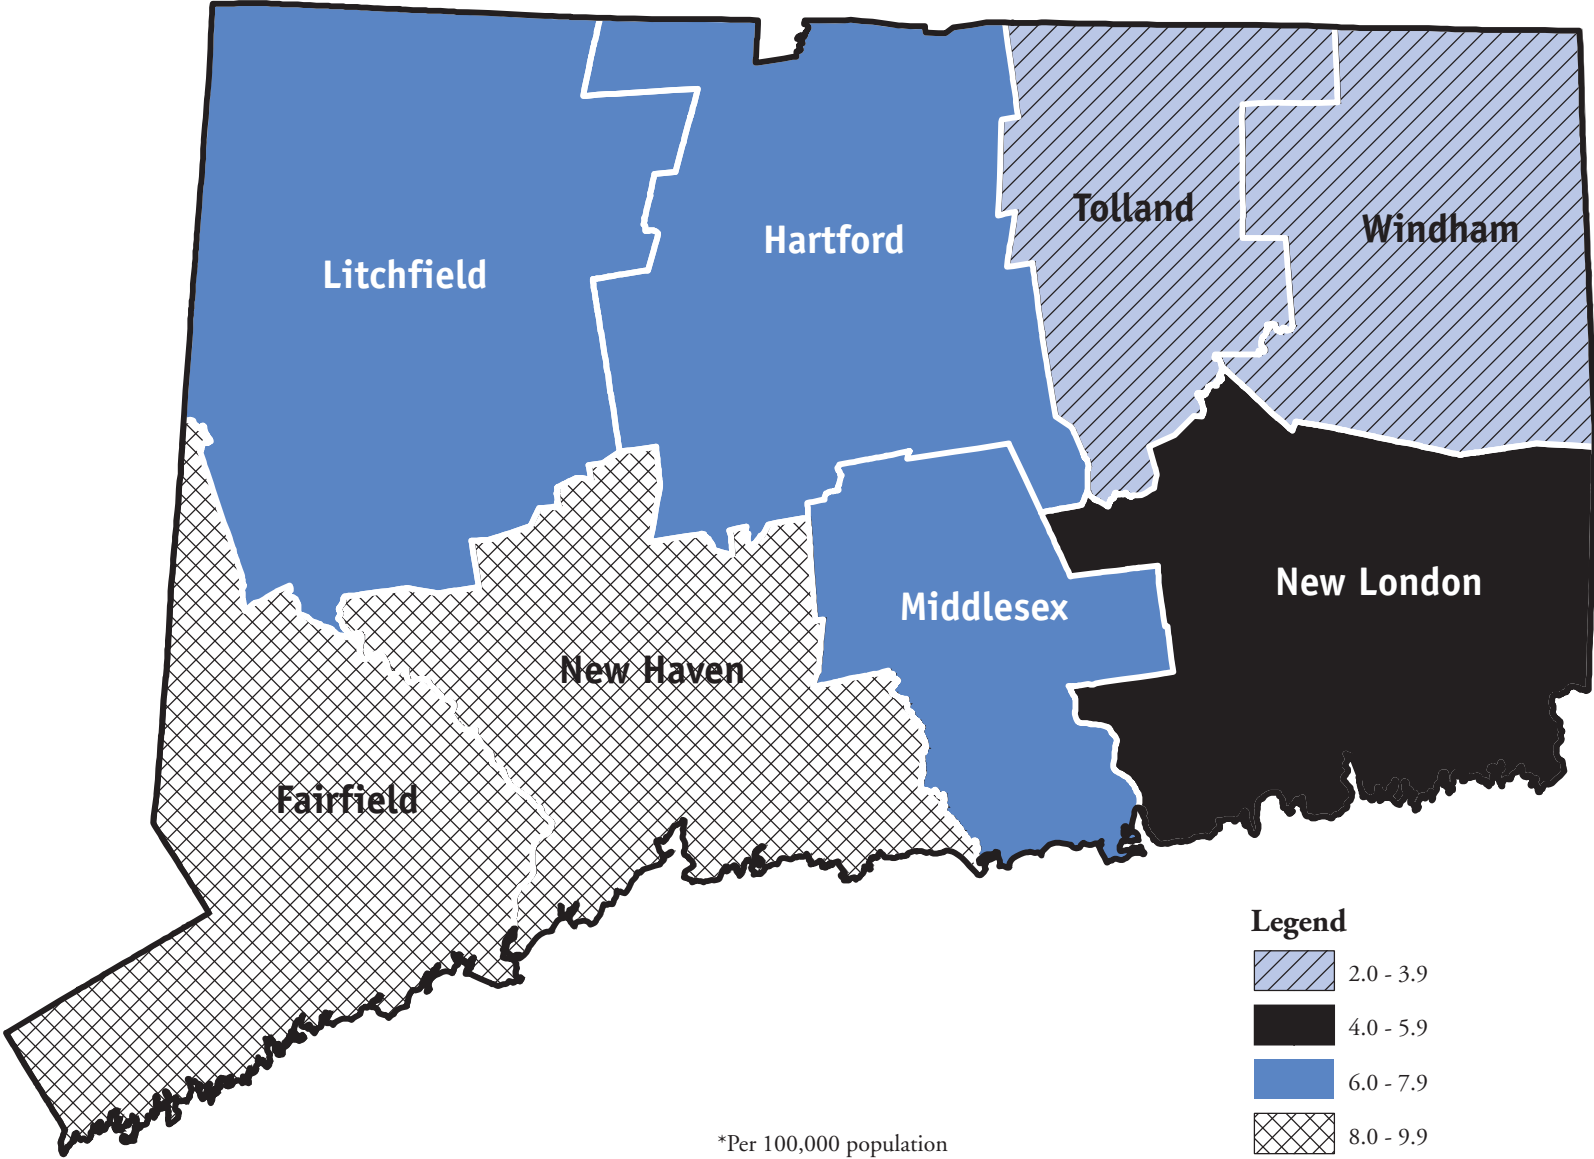 Tolland
Windham
Hartford
Litchfield
New London
Middlesex
New Haven
Fairfield
Legend
2.0 - 3.9
4.0 - 5.9
6.0 - 7.9
8.0 - 9.9
*Per 100,000 population